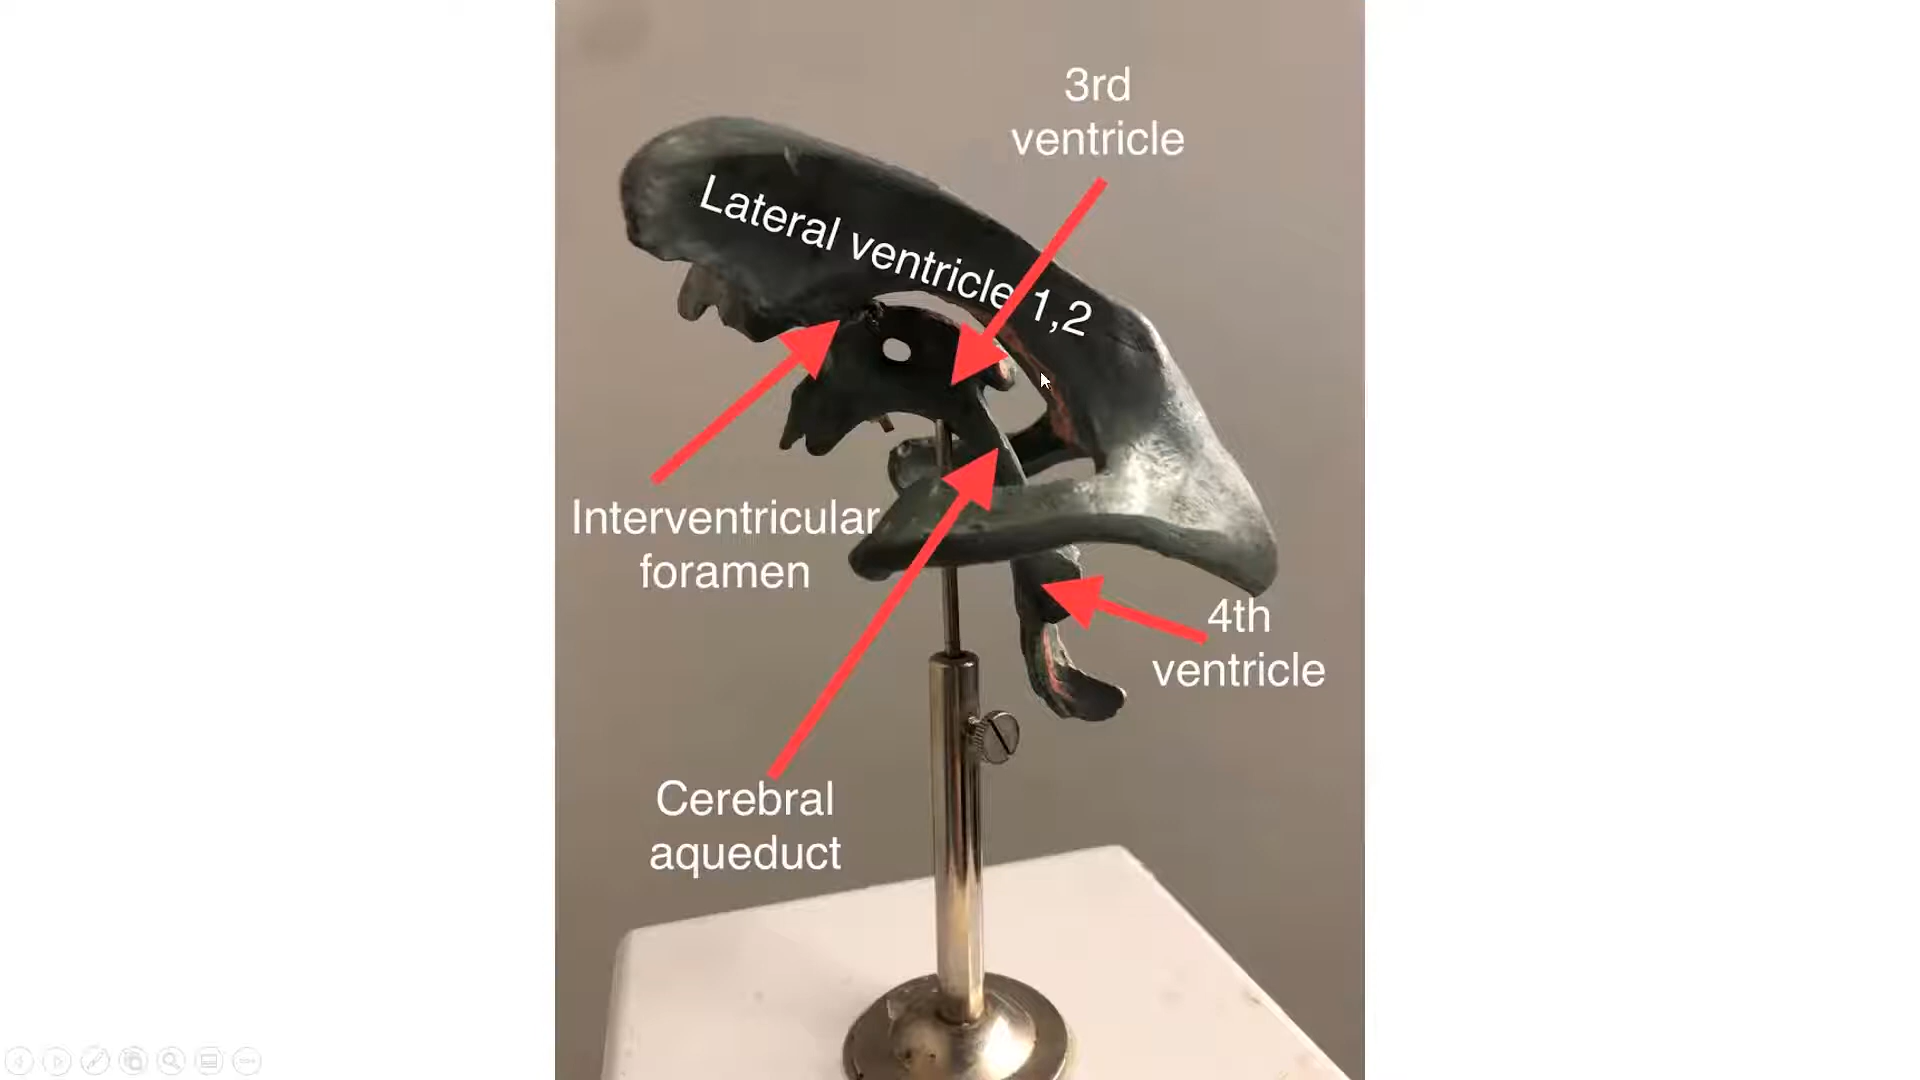 3rd
ventricle
Lateral ventricle 1,2
Interventricular
foramen
4th
ventricle
Cerebral
aqueduct